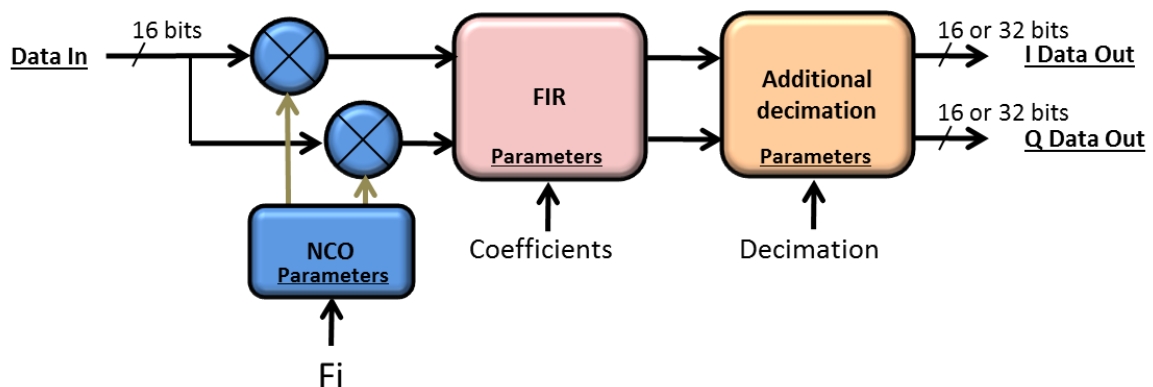 16 bits
Data In
FIR
Parameters
Additional
decimation
Parameters
16 or 32 bits
I Data Out
16 or 32 bits
Q Data Out
NCO
Parameters
Coefficients
Decimation
Fi